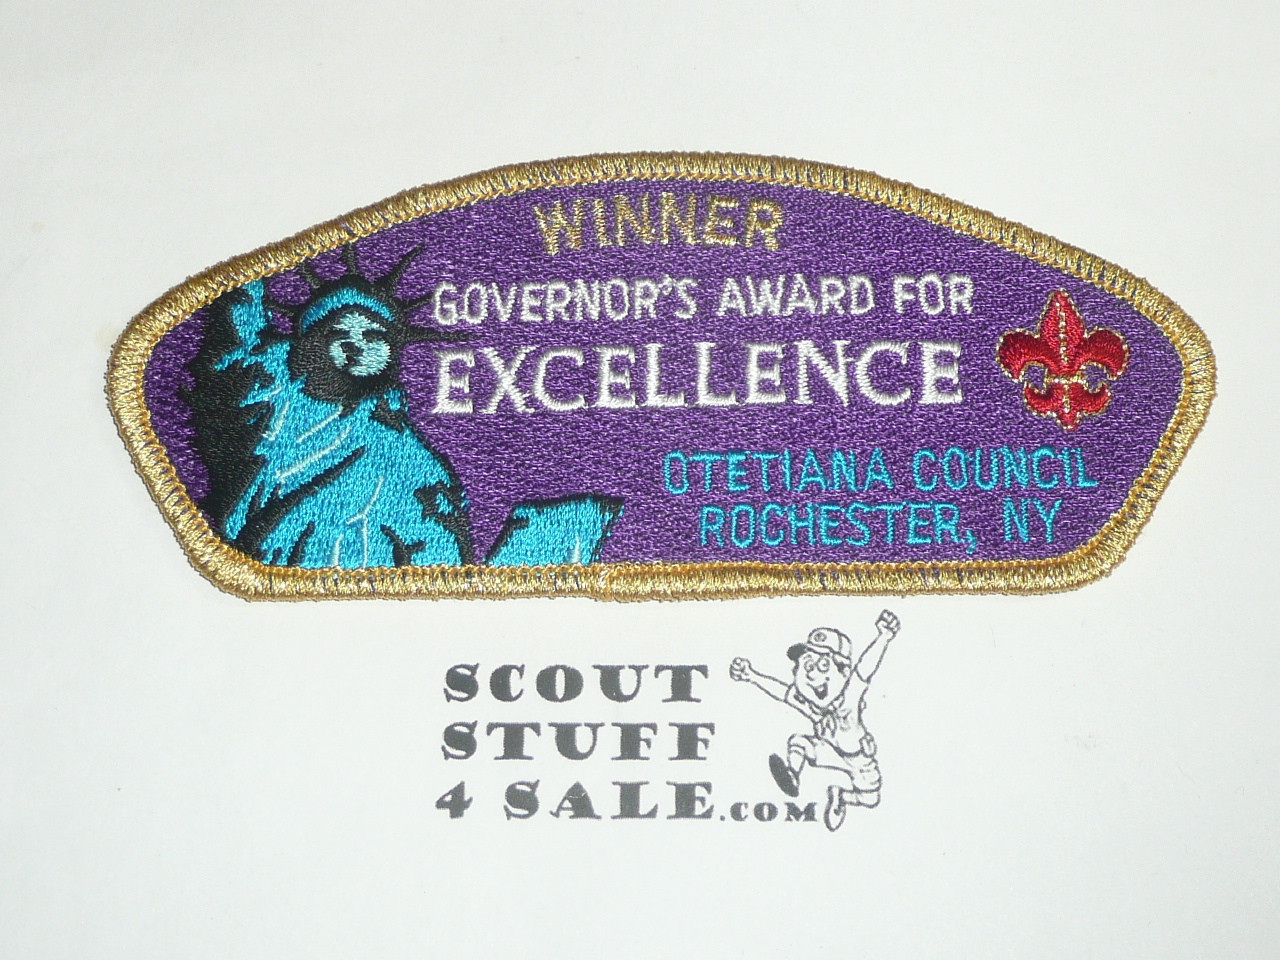 WINNER
GOVERNOR'S AWARD FOR
EXCELLENCE
OTETIANA COUNCIL
ROCHESTER, NY
SCOUT
STUFF
4 SALE.COM